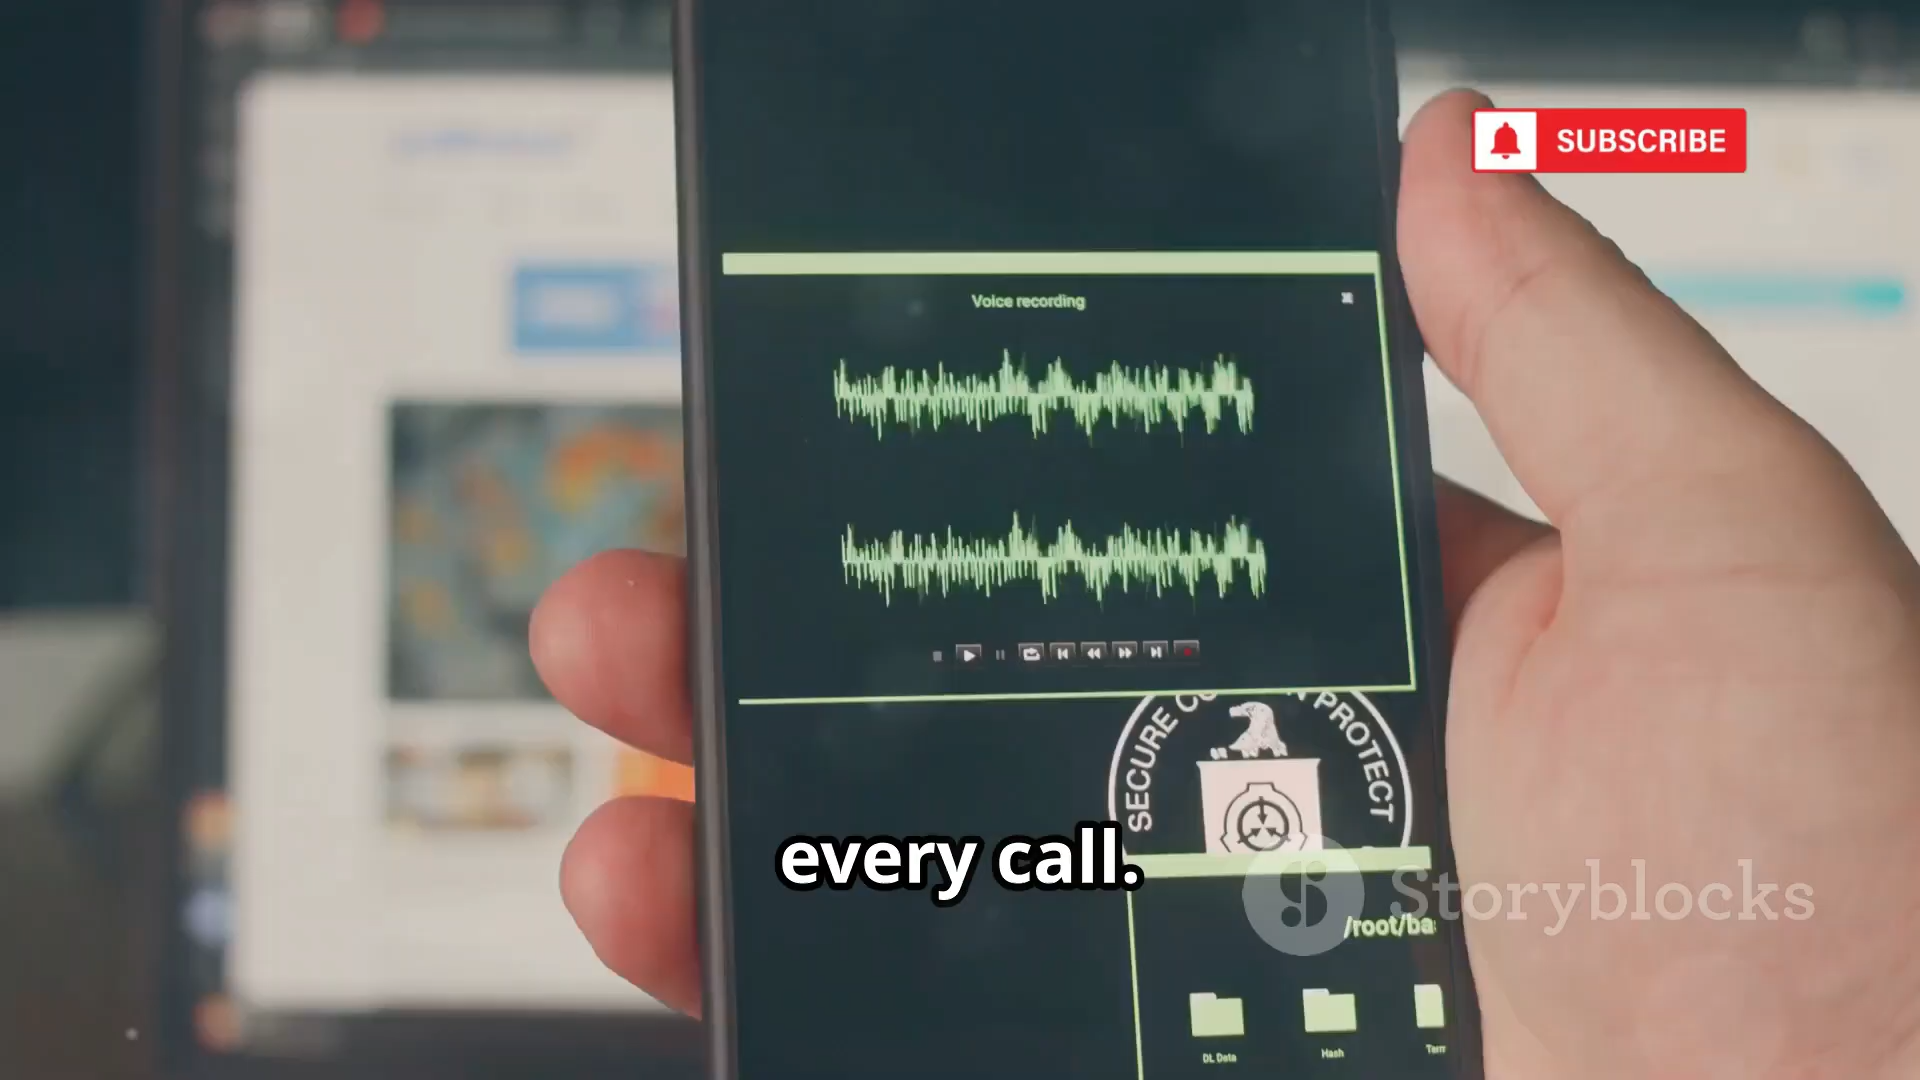 SUBSCRIBE
Voice recording
SECURE
PROTECT
every call.
Storyblocks
/root/ba
DL Data
Hash
Term